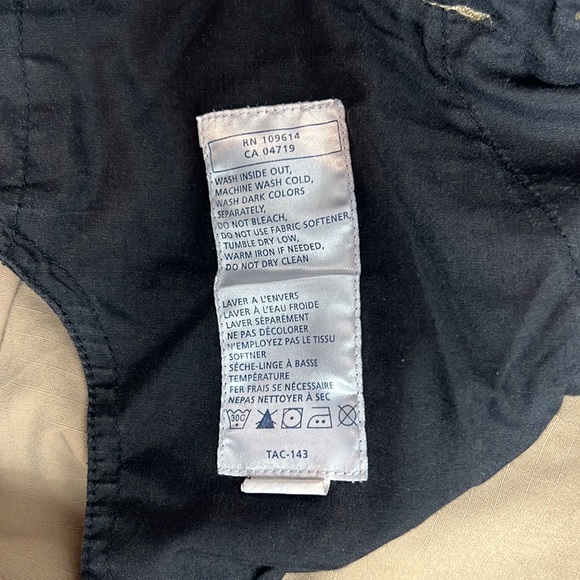 RN 109614
CA 04719
WASH INSIDE OUT,
MACHINE WASH COLD,
WASH DARK COLORS
SEPARATELY,
DO NOT BLEACH,
DO NOT USE FABRIC SOFTENER,
TUMBLE DRY LOW,
WARM IRON IF NEEDED,
DO NOT DRY CLEAN
LAVER A L'ENVERS
LAVER À L'EAU FROIDE
LAVER SÉPARÉMENT
NE PAS DÉCOLORER
N'EMPLOYEZ PAS LE TISSU
SOFTNER
SÈCHE-LINGE À BASSE
TEMPÉRATURE
FER FRAIS SE NÉCESSAIRE
NEPAS NETTOYER À SEC
30C
TAC-143